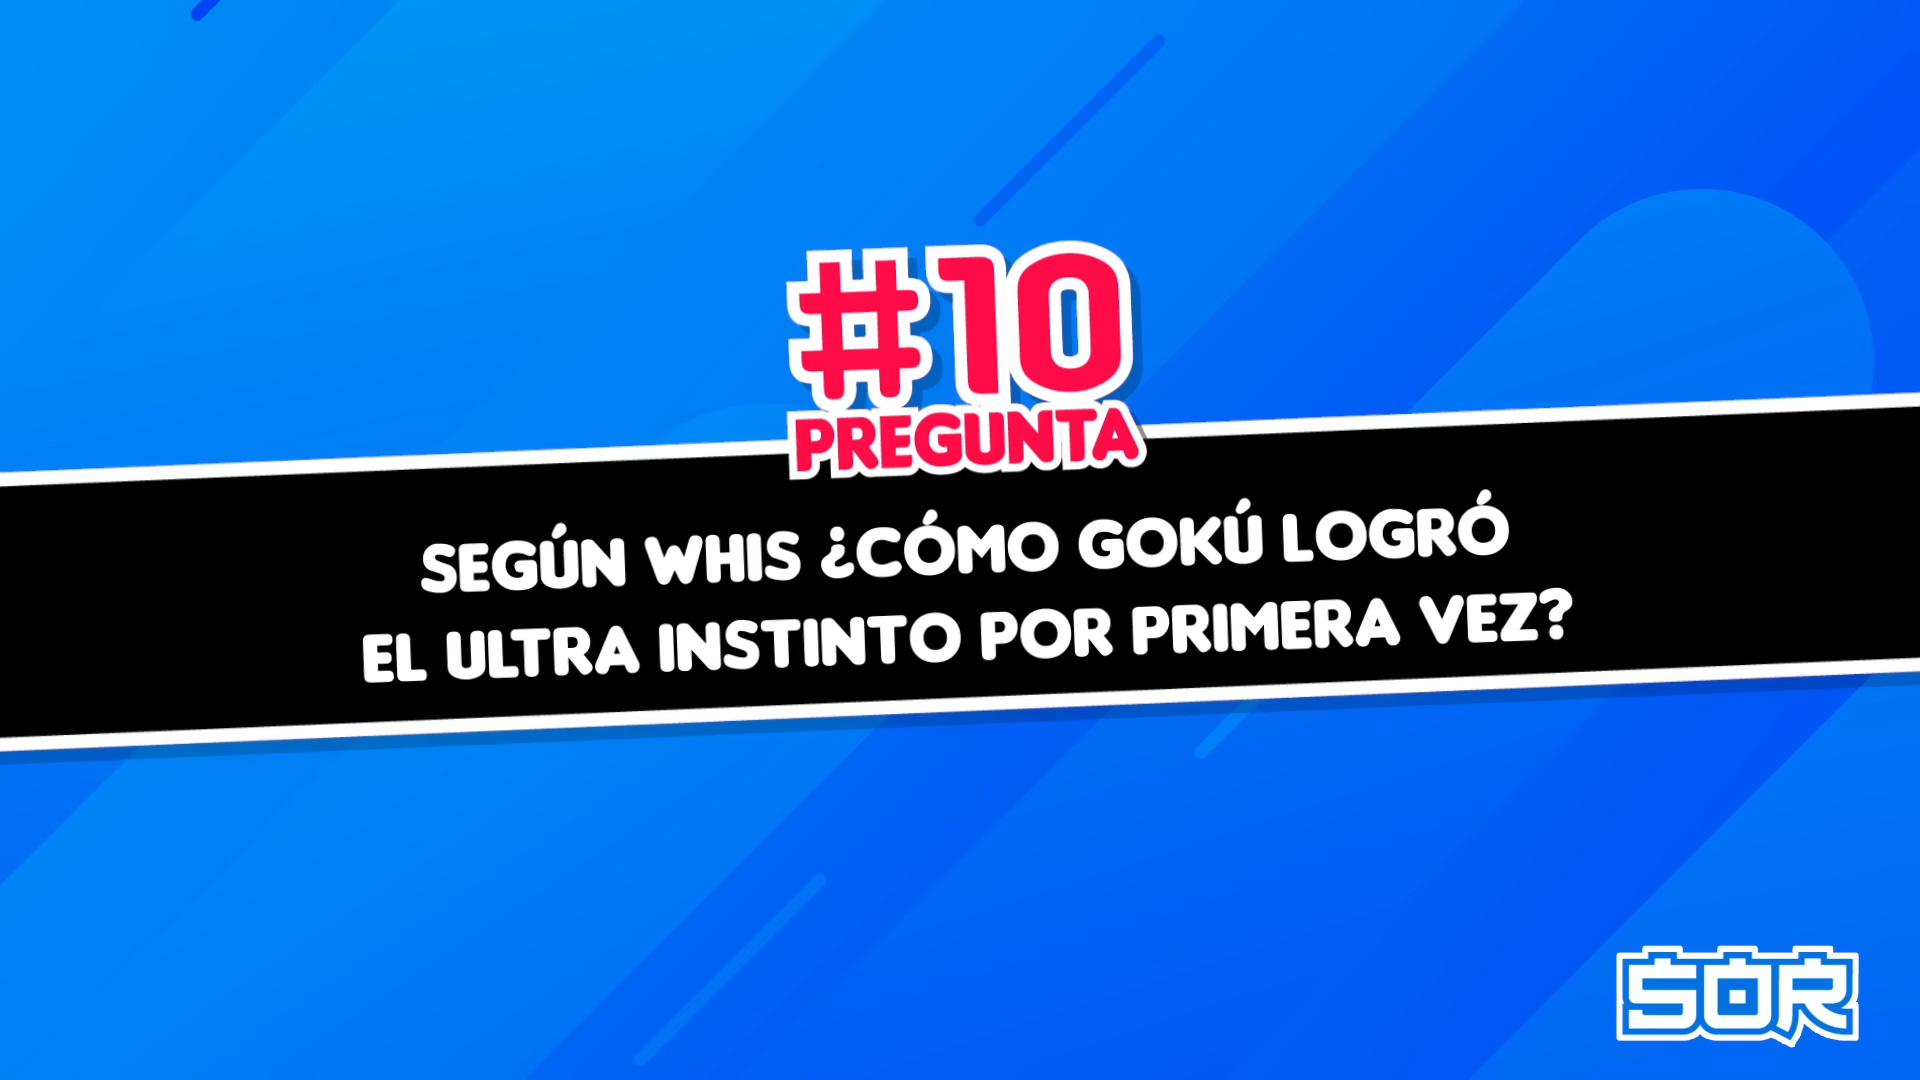 #10
PREGUNTA
SEGÚN WHIS ¿CÓMO GOKÚ LOGRÓ
EL ULTRA INSTINTO POR PRIMERA VEZ?
SOR